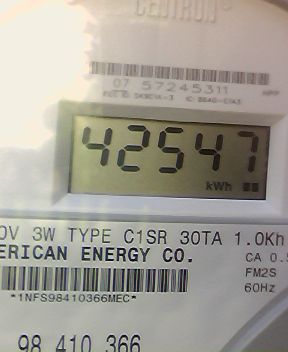 CENTRON®
07 57245311
42547
kWh
0V 3W TYPE C1SR 30TA 1.0Kh
ERICAN ENERGY CO. CA 0.5
FM2S
*1NFS98410366MEC* 60Hz
98 410 366